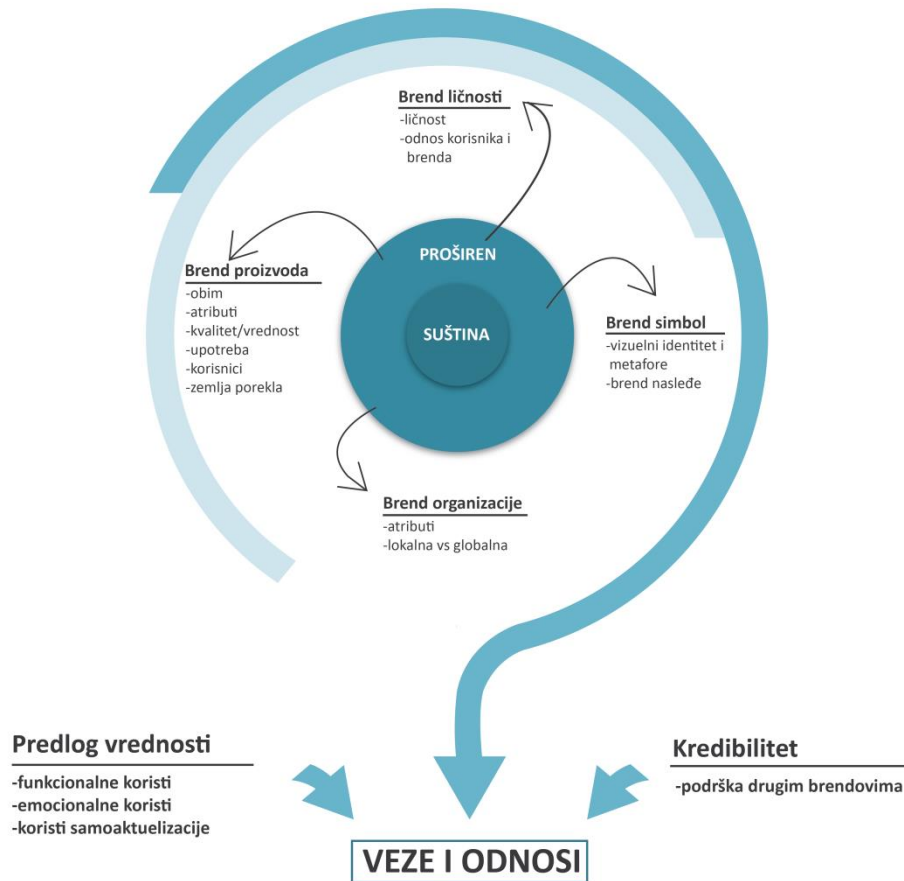 Brend ličnosti
-ličnost
-odnos korisnika i
brenda
PROŠIREN
SUŠTINA
Brend proizvoda
-obim
-atributi
-kvalitet/vrednost
-upotreba
-korisnici
-zemlja porekla
Brend simbol
-vizuelni identitet i
metafore
-brend nasleđe
Brend organizacije
-atributi
-lokalna vs globalna
Predlog vrednosti
-funkcionalne koristi
-emocionalne koristi
-koristi samoaktuelizacije
Kredibilitet
-podrška drugim brendovima
VEZE I ODNOSI